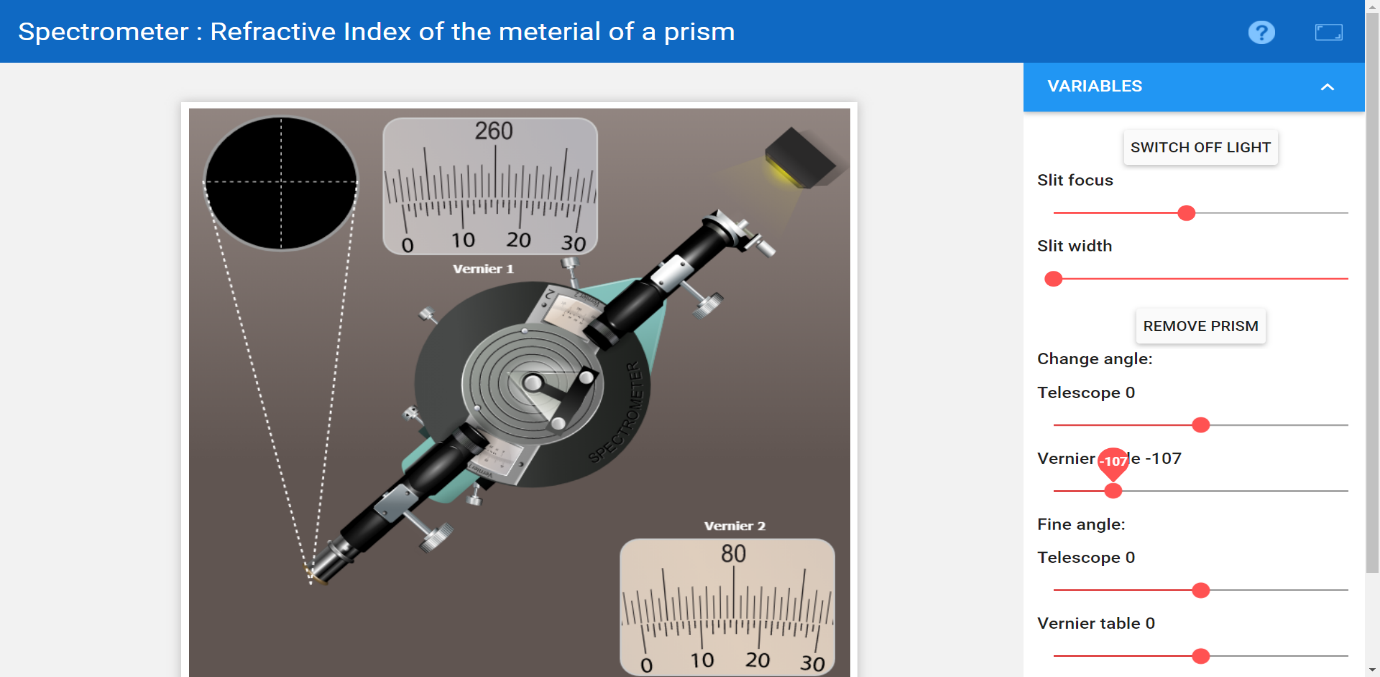 Spectrometer : Refractive Index of the meterial of a prism
?
VARIABLES
SWITCH OFF LIGHT
Slit focus
Slit width
REMOVE PRISM
Change angle:
Telescope 0
-107
-107
Fine angle:
Telescope 0
Vernier table 0
260
0 10 20 30
Vernier 1
2
SPECTROMETER
Vernier 2
80
0 10 20 30